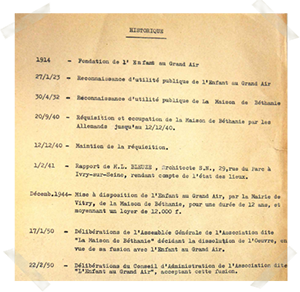 HISTORIQUE
1914 - Fondation de l' Enfant au Grand Air
27/1/23 - Reconnaissance d'utilité publique de l'Enfant au Grand Air
30/4/32 - Reconnaissance d'utilité publique de La Maison de Béthanie
20/9/40 - Réquisition et occupation de la Maison de Béthanie par les
Allemands jusqu'au 12/12/40.
12/12/40 - Maintien de la réquisition.
1/2/41 - Rapport de M.L. Architecte S.N., 29, rue du Parc à
Ivry-sur-Seine, rendant compte de l'état des lieux.
Décemb.1944- Mise à disposition de l'Enfant au Grand Air, par la Mairie de
Vitry, de la Maison de Béthanie, pour une durée de 12 ans, et
moyennant un loyer de 12.000 f.
17/1/50 - Délibérations de l'Assemblée Générale de l'Association dite
"La Maison de Béthanie" décidant la dissolution de l'Oeuvre, en
vue de sa fusion avec l'Enfant au Grand Air.
22/2/50 - Délibérations du Conseil d'Administration de l'Association dite
"l'Enfant au Grand Air", acceptant cette fusion.